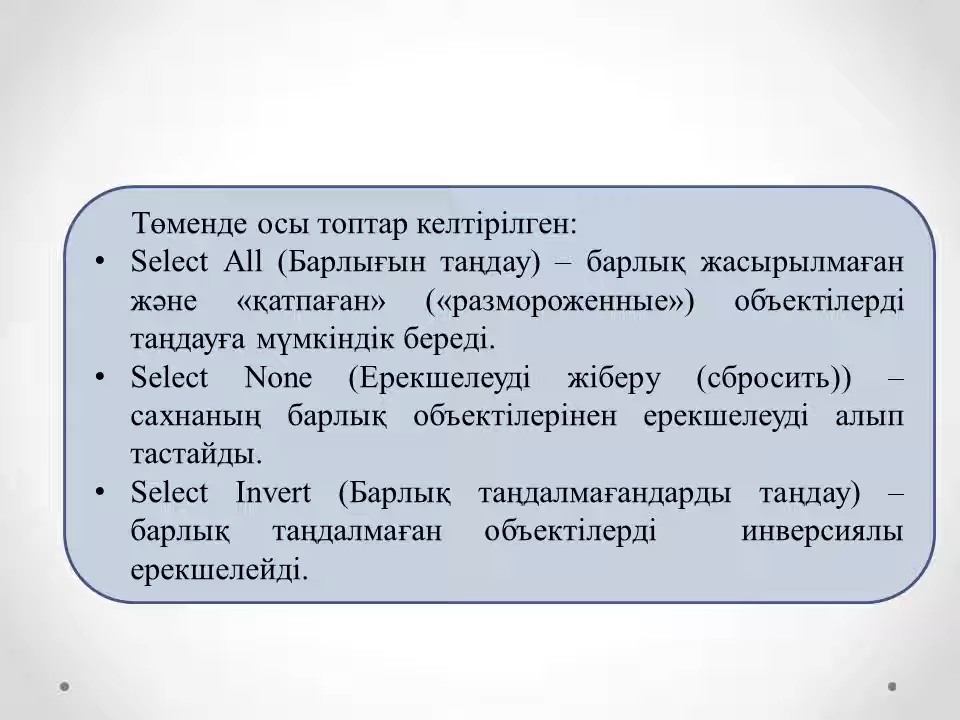 Төменде осы топтар келтірілген:
• Select All (Барлығын таңдау) – барлық жасырылмаған
және «қатпаған» («размороженные») объектілерді
таңдауға мүмкіндік береді.
• Select None (Ерекшелеуді жіберу (сбросить)) –
сахнаның барлық объектілерінен ерекшелеуді алып
тастайды.
• Select Invert (Барлық таңдалмағандарды таңдау) –
барлық таңдалмаған объектілерді инверсиялы
ерекшелейді.